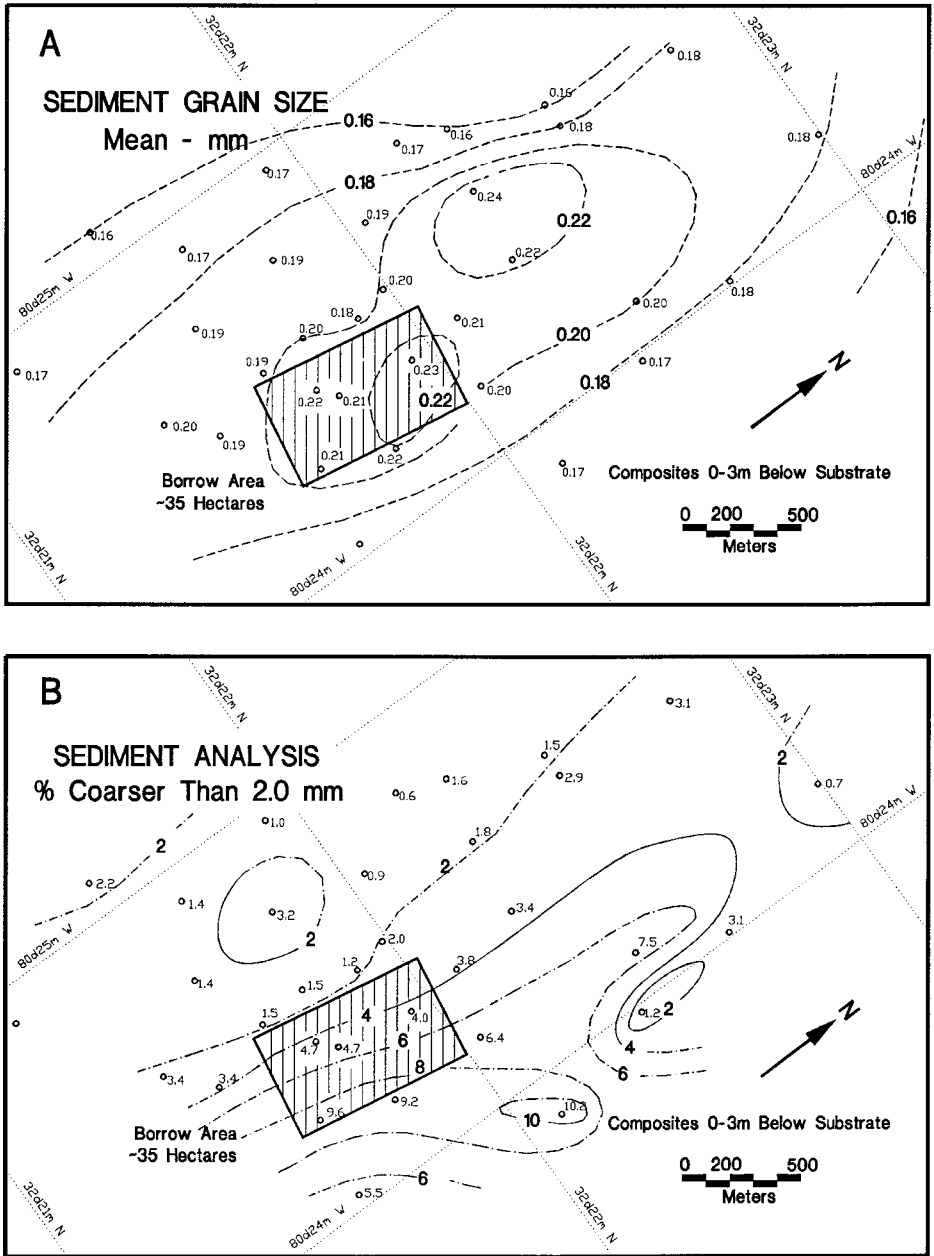 A
SEDIMENT GRAIN SIZE
Mean - mm
32d22m N
32d23m N
0.18
0.16
0.16
0.16
0.18
0.18
0.17
0.17
0.18
80d24m W
0.24
0.16
0.19
0.22
0.16
0.17
0.19
0.22
80d25m W
0.20
0.18
0.20
0.18
0.21
0.19
0.20
0.20
0.17
0.17
0.19
0.23
0.18
0.20
0.22
0.21
0.22
N
0.20
0.19
0.22
0.21
0.17
Borrow Area
~35 Hectares
Composites 0-3m Below Substrate
0 200 500
Meters
32d21m N
80d24m W
32d22m N
B
SEDIMENT ANALYSIS
% Coarser Than 2.0 mm
32d22m N
32d23m N
3.1
1.5
2.9
2
1.6
0.6
0.7
1.0
80d24m W
1.8
2
2
0.9
2.2
1.4
3.2
3.4
3.1
2
2.0
7.5
80d25m W
1.2
3.8
1.4
1.5
1.2
2
4
4.0
1.5
6
6.4
4.7
4.7
4
8
6
3.4
3.4
N
9.2
9.6
10
10.2
Borrow Area
~35 Hectares
Composites 0-3m Below Substrate
6
5.5
0 200 500
Meters
32d21m N
80d24m W
32d22m N